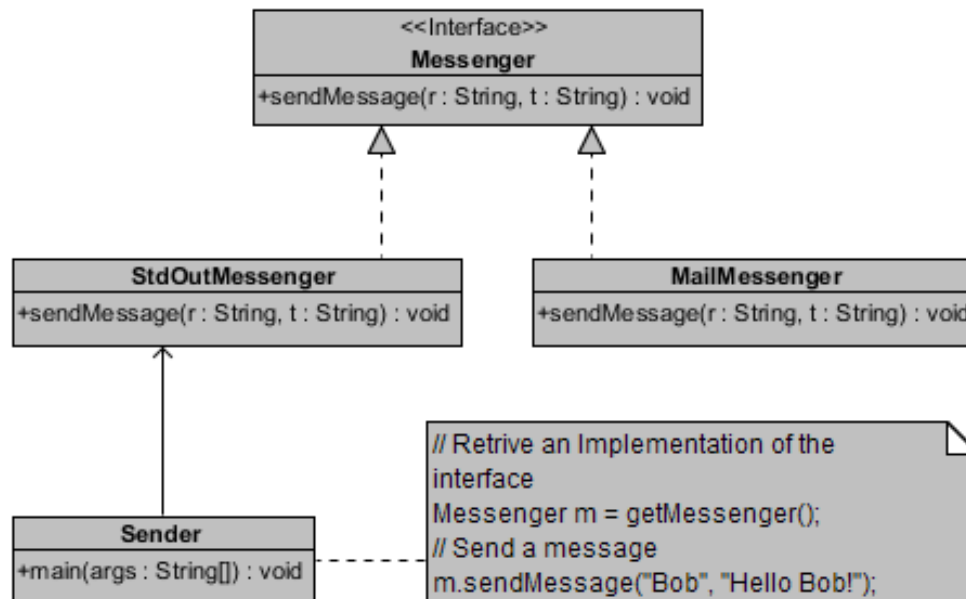 <<Interface>>
Messenger
+sendMessage(r : String, t : String) : void
StdOutMessenger
+sendMessage(r : String, t : String) : void
MailMessenger
+sendMessage(r : String, t : String) : void
Sender
+main(args : String[]) : void
// Retrive an Implementation of the
interface
Messenger m = getMessenger();
// Send a message
m.sendMessage("Bob", "Hello Bob!");